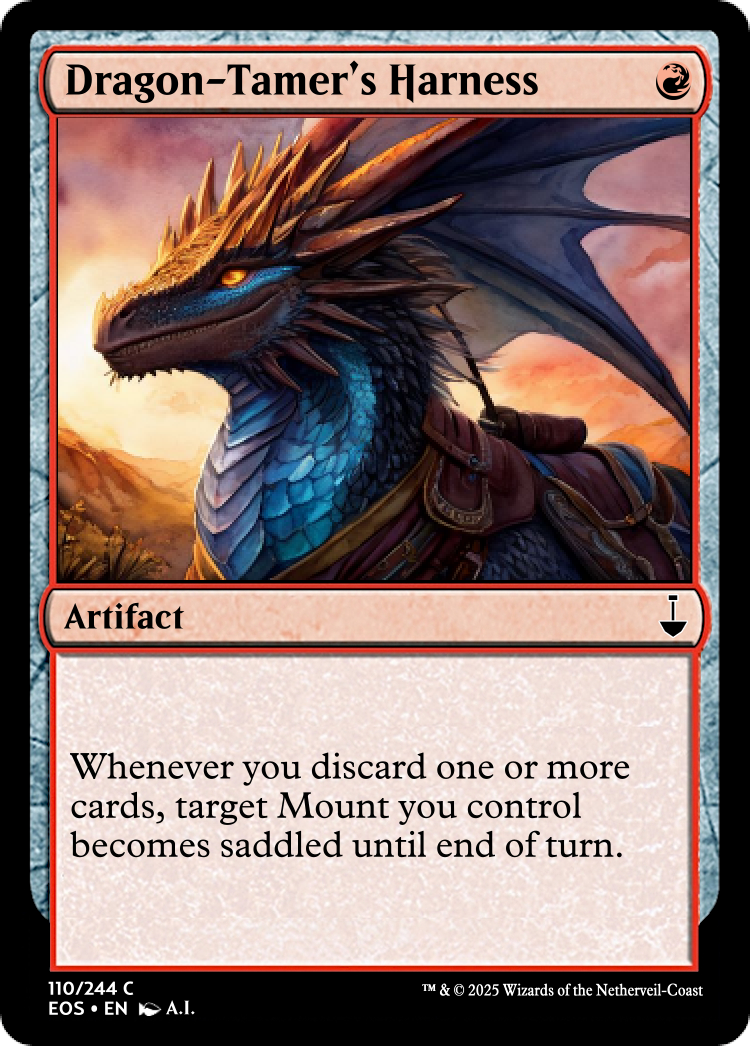 Dragon-Tamer's Harness
Artifact
Whenever you discard one or more
cards, target Mount you control
becomes saddled until end of turn.
110/244 C
EOS • EN A.I.
™ & © 2025 Wizards of the Netherveil-Coast